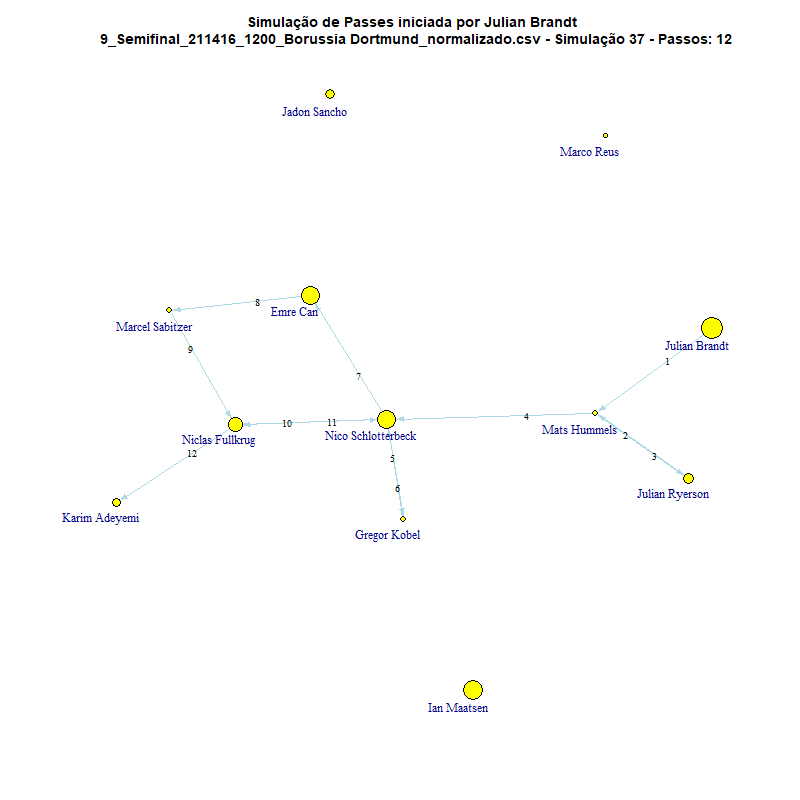 Simulação de Passes iniciada por Julian Brandt
9_Semifinal_211416_1200_Borussia Dortmund_normalizado.csv - Simulação 37 - Passos: 12
Jadon Sancho
Marco Reus
8
Emre Can
Marcel Sabitzer
Julian Brandt
9
1
7
10
11
4
Mats Hummels
Niclas Fullkrug
Nico Schlotterbeck
2
12
5
3
6
Julian Ryerson
Karim Adeyemi
Gregor Kobel
Ian Maatsen